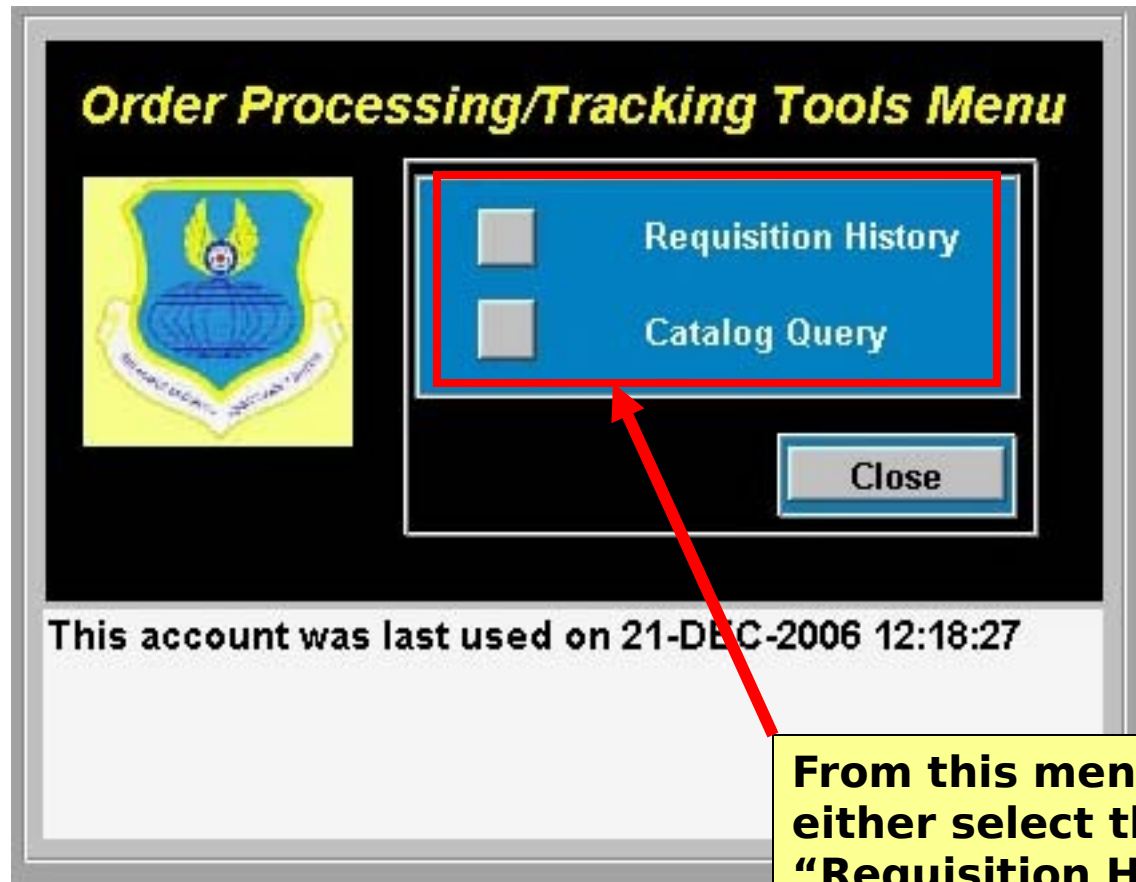 Order Processing/Tracking Tools Menu
Requisition History
Catalog Query
Close
This account was last used on 21-DEC-2006 12:18:27
From this men
either select t
“Requisition H